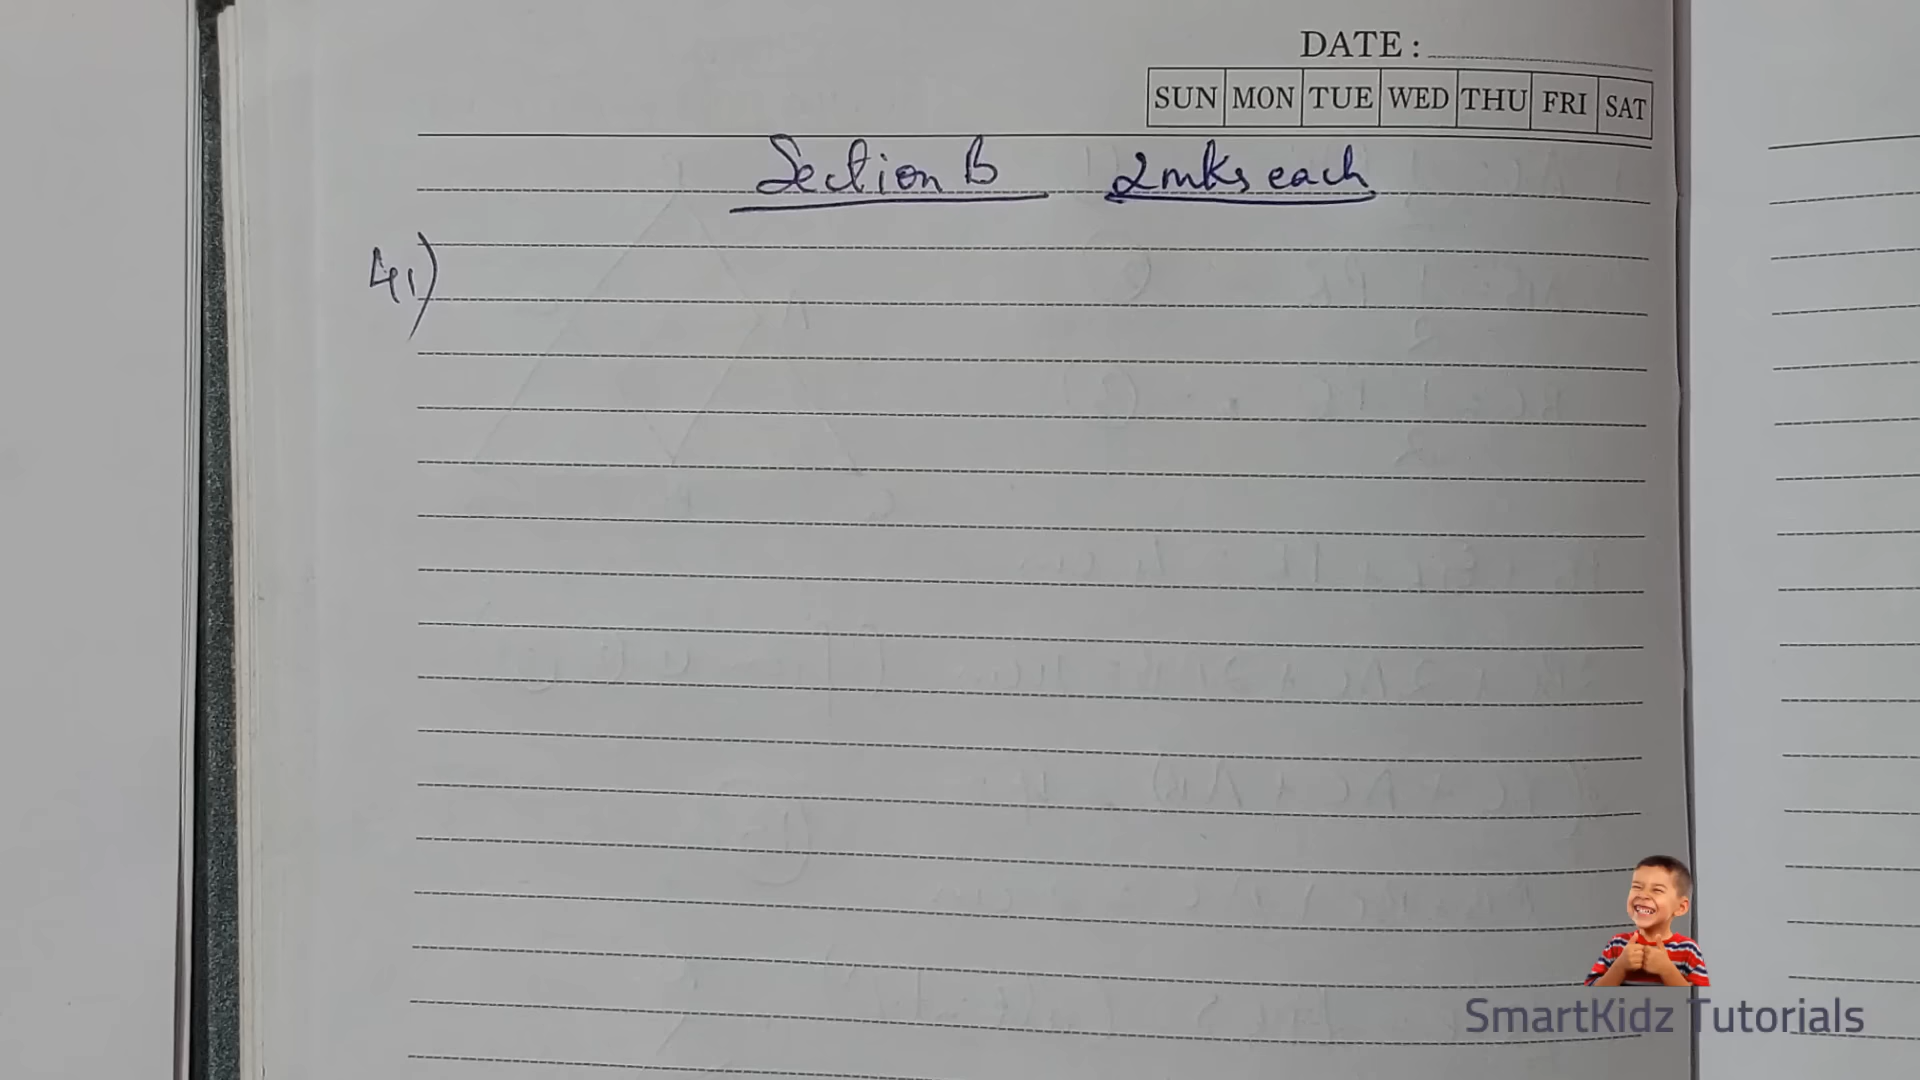 DATE :
SUN MON TUE WED THU FRI SAT
Section B 2mks each
41)
SmartKidz Tutorials